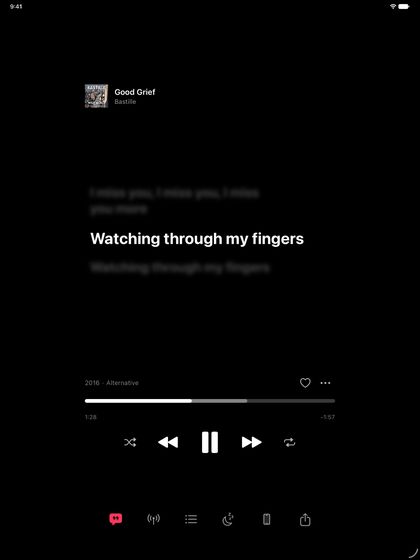 9:41
BASTILLE
Good Grief
Bastille
I miss you, I miss you, I miss
you more
Watching through my fingers
Watching through my fingers
2016 - Alternative
1:28
-1:57